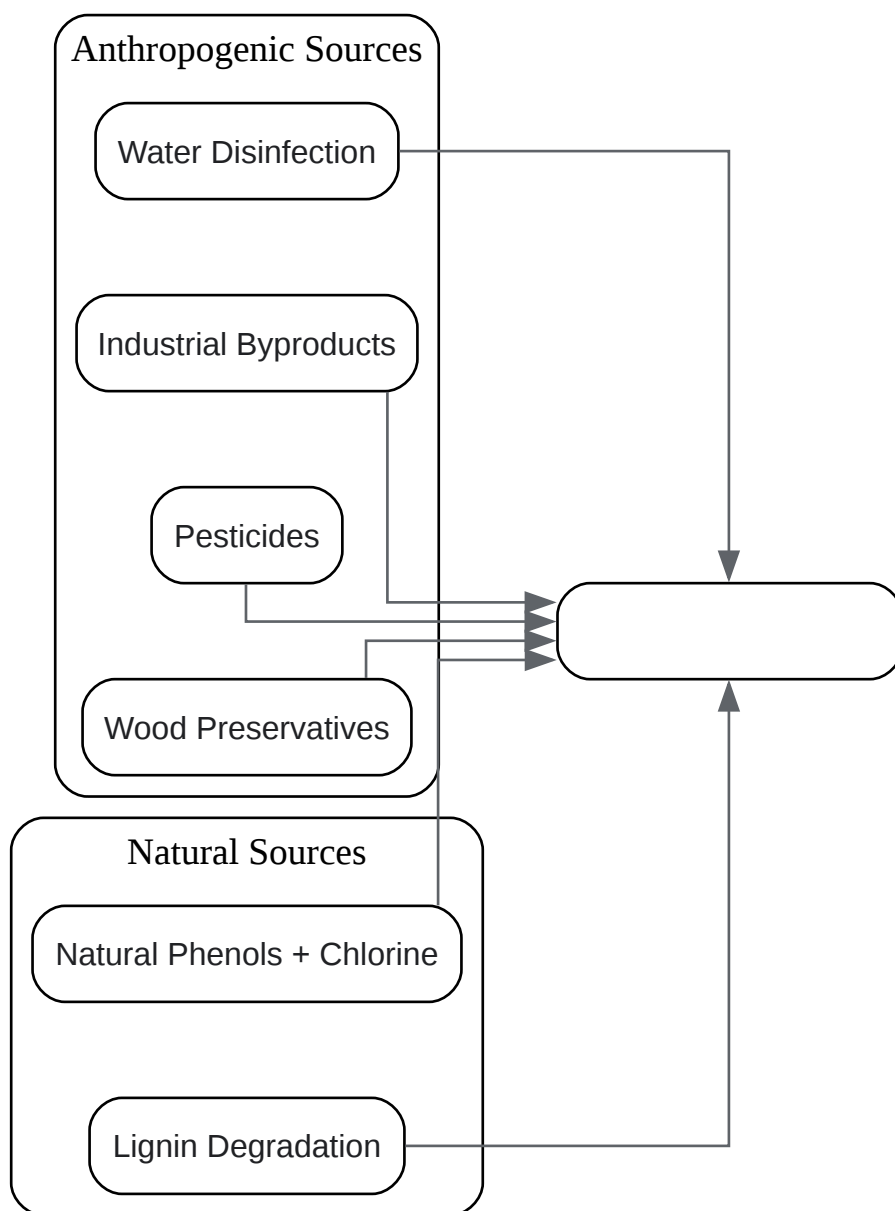 Anthropogenic Sources
Water Disinfection
Industrial Byproducts
Pesticides
Wood Preservatives
Natural Sources
Natural Phenols + Chlorine
Lignin Degradation